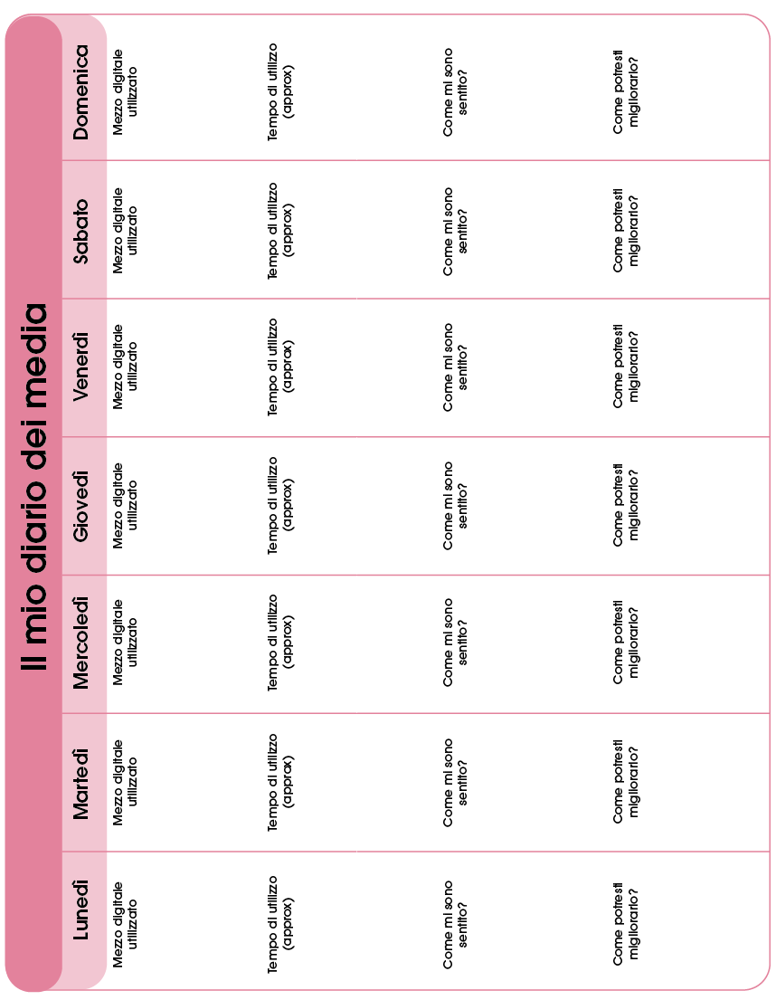 Il mio diario dei media
Lunedì
Martedì
Mercoledì
Giovedì
Venerdì
Sabato
Domenica
Mezzo digitale
utilizzato
Mezzo digitale
utilizzato
Mezzo digitale
utilizzato
Mezzo digitale
utilizzato
Mezzo digitale
utilizzato
Mezzo digitale
utilizzato
Mezzo digitale
utilizzato
Tempo di utilizzo
(approx)
Tempo di utilizzo
(approx)
Tempo di utilizzo
(approx)
Tempo di utilizzo
(approx)
Tempo di utilizzo
(approx)
Tempo di utilizzo
(approx)
Tempo di utilizzo
(approx)
Come mi sono
sentito?
Come mi sono
sentito?
Come mi sono
sentito?
Come mi sono
sentito?
Come mi sono
sentito?
Come mi sono
sentito?
Come mi sono
sentito?
Come potresti
migliorarlo?
Come potresti
migliorarlo?
Come potresti
migliorarlo?
Come potresti
migliorarlo?
Come potresti
migliorarlo?
Come potresti
migliorarlo?
Come potresti
migliorarlo?